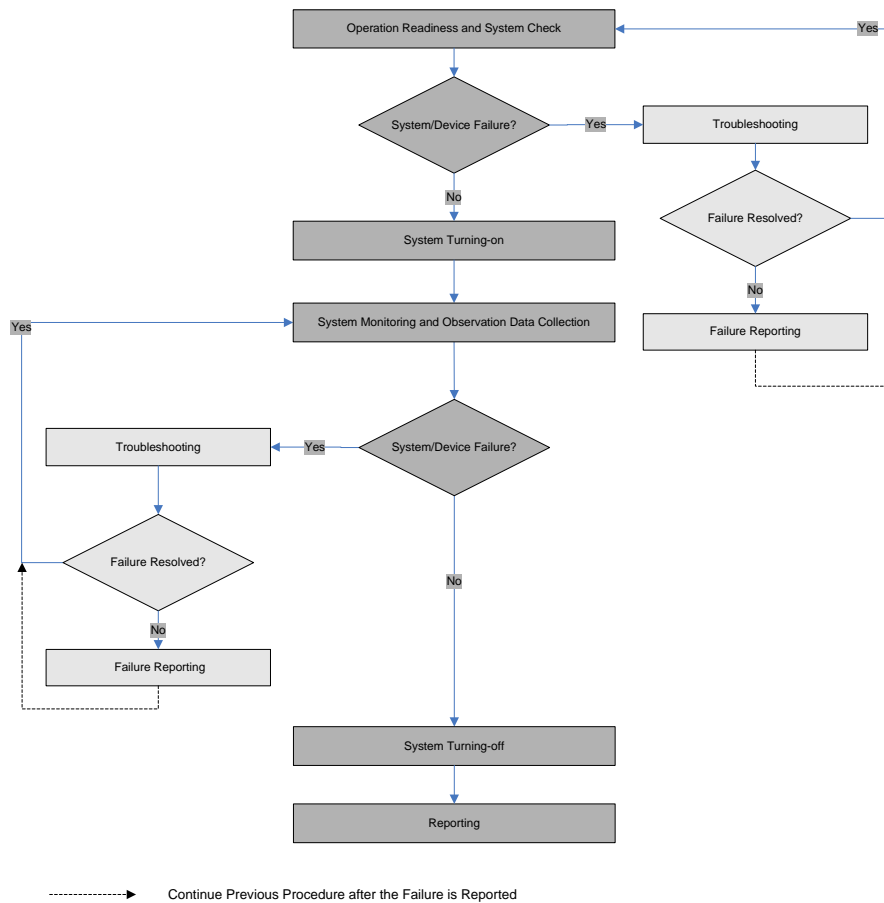 Operation Readiness and System Check
Yes
System/Device Failure?
Yes
Troubleshooting
No
Failure Resolved?
System Turning-on
No
System Monitoring and Observation Data Collection
Yes
Failure Reporting
Troubleshooting
Yes
System/Device Failure?
Failure Resolved?
No
No
Failure Reporting
System Turning-off
Reporting
Continue Previous Procedure after the Failure is Reported